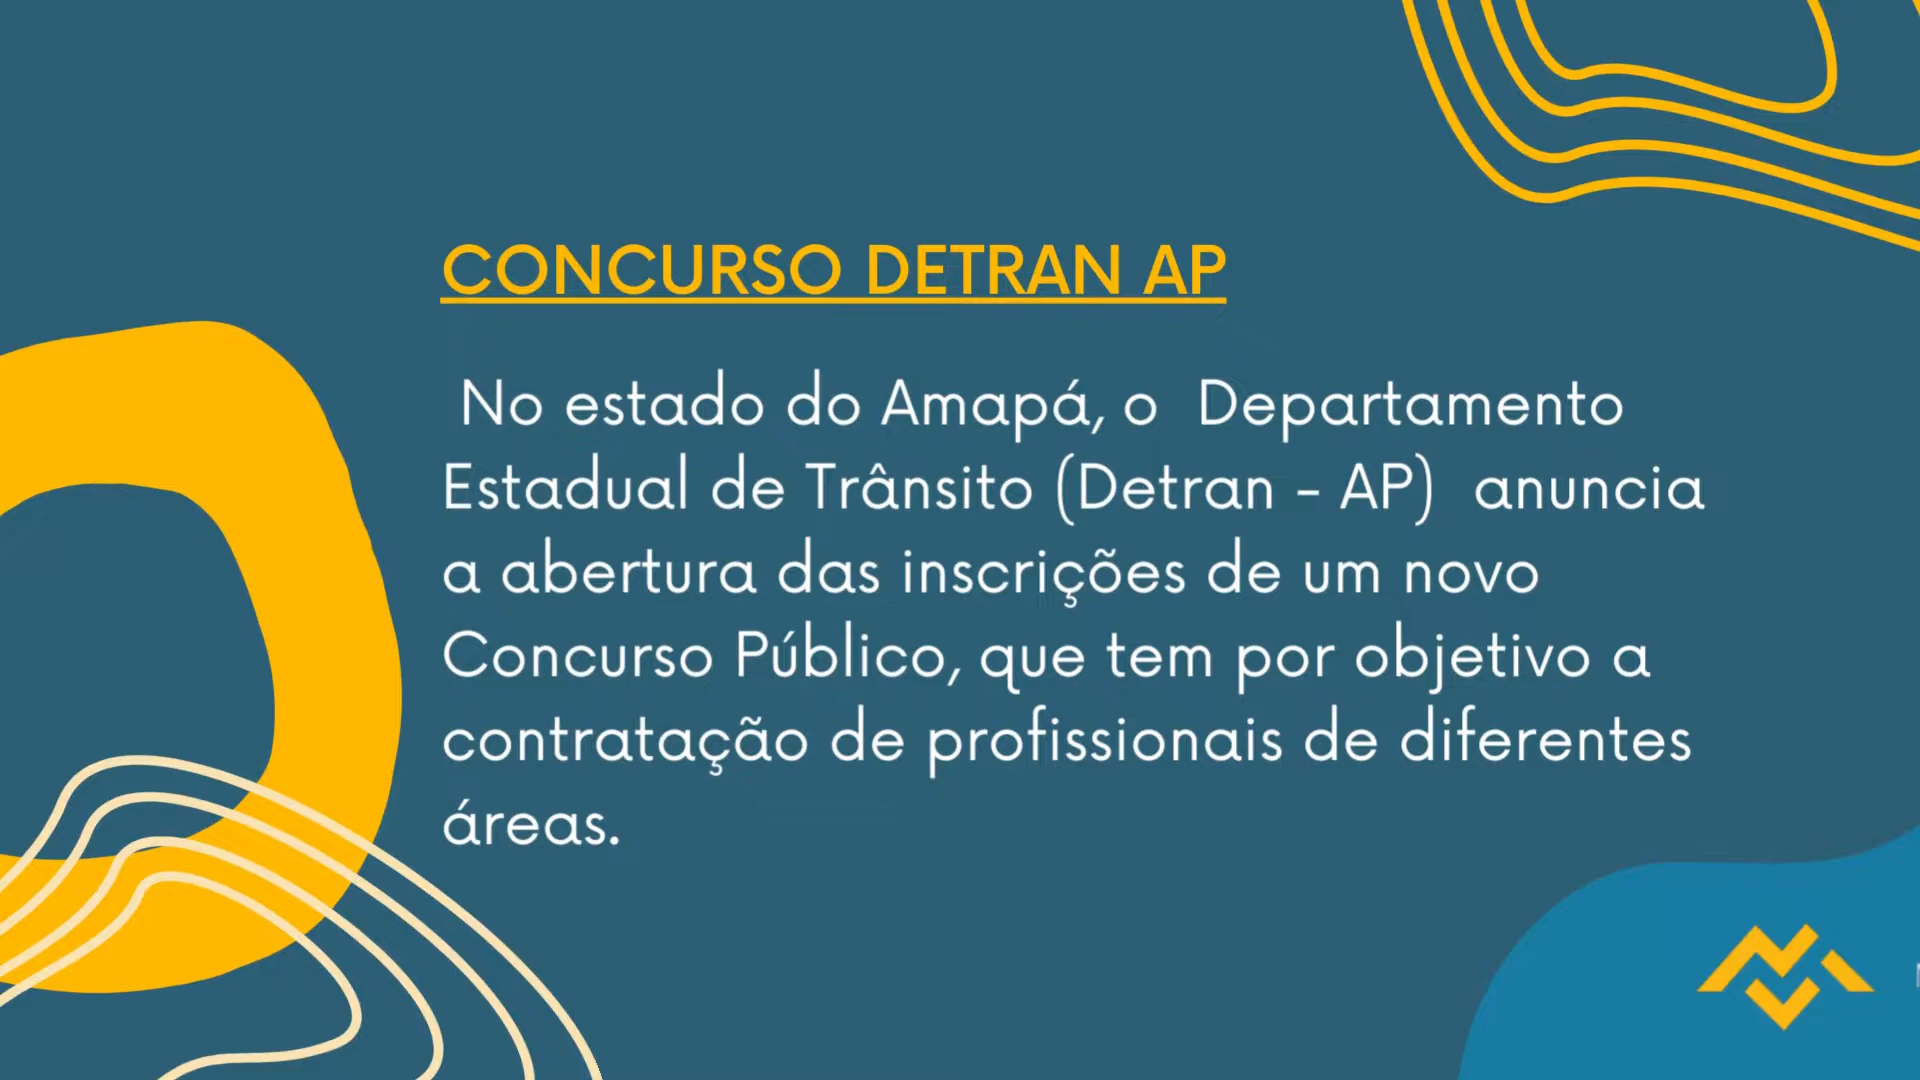 CONCURSO DETRAN AP
No estado do Amapá, o Departamento
Estadual de Trânsito (Detran - AP) anuncia
a abertura das inscrições de um novo
Concurso Público, que tem por objetivo a
contratação de profissionais de diferentes
áreas.